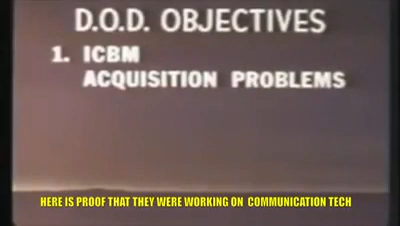 D.O.D. OBJECTIVES
1. ICBM
ACQUISITION PROBLEMS
HERE IS PROOF THAT THEY WERE WORKING ON COMMUNICATION TECH